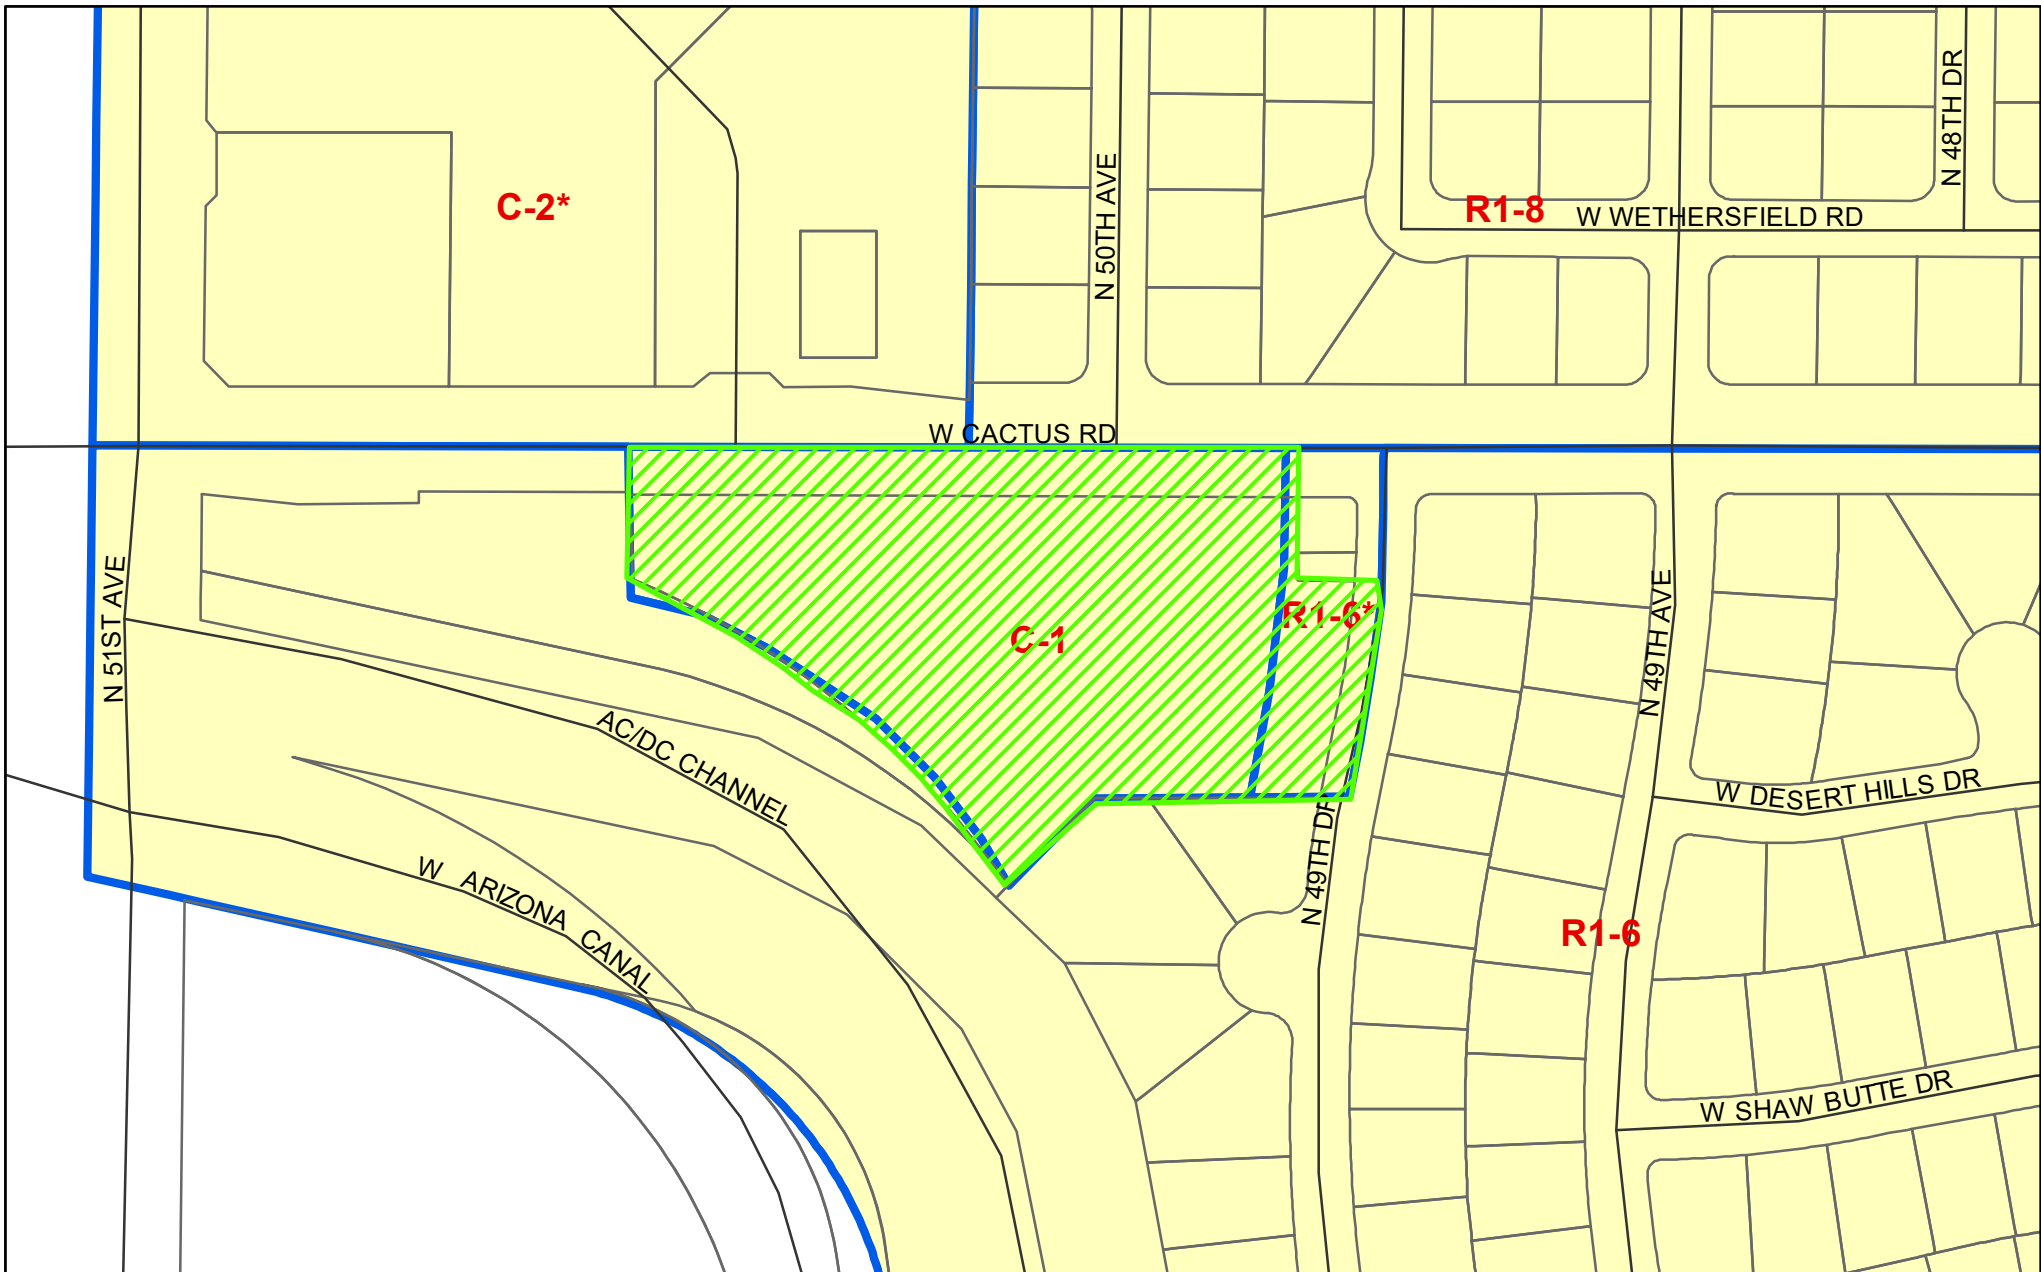 N 48TH DR
N 50TH AVE
C-2*
R1-8
W WETHERSFIELD RD
W CACTUS RD
N 51ST AVE
R1-6*
C-1
N 49TH AVE
AC/DC CHANNEL
W DESERT HILLS DR
N 49TH DR
W ARIZONA CANAL
R1-6
W SHAW BUTTE DR